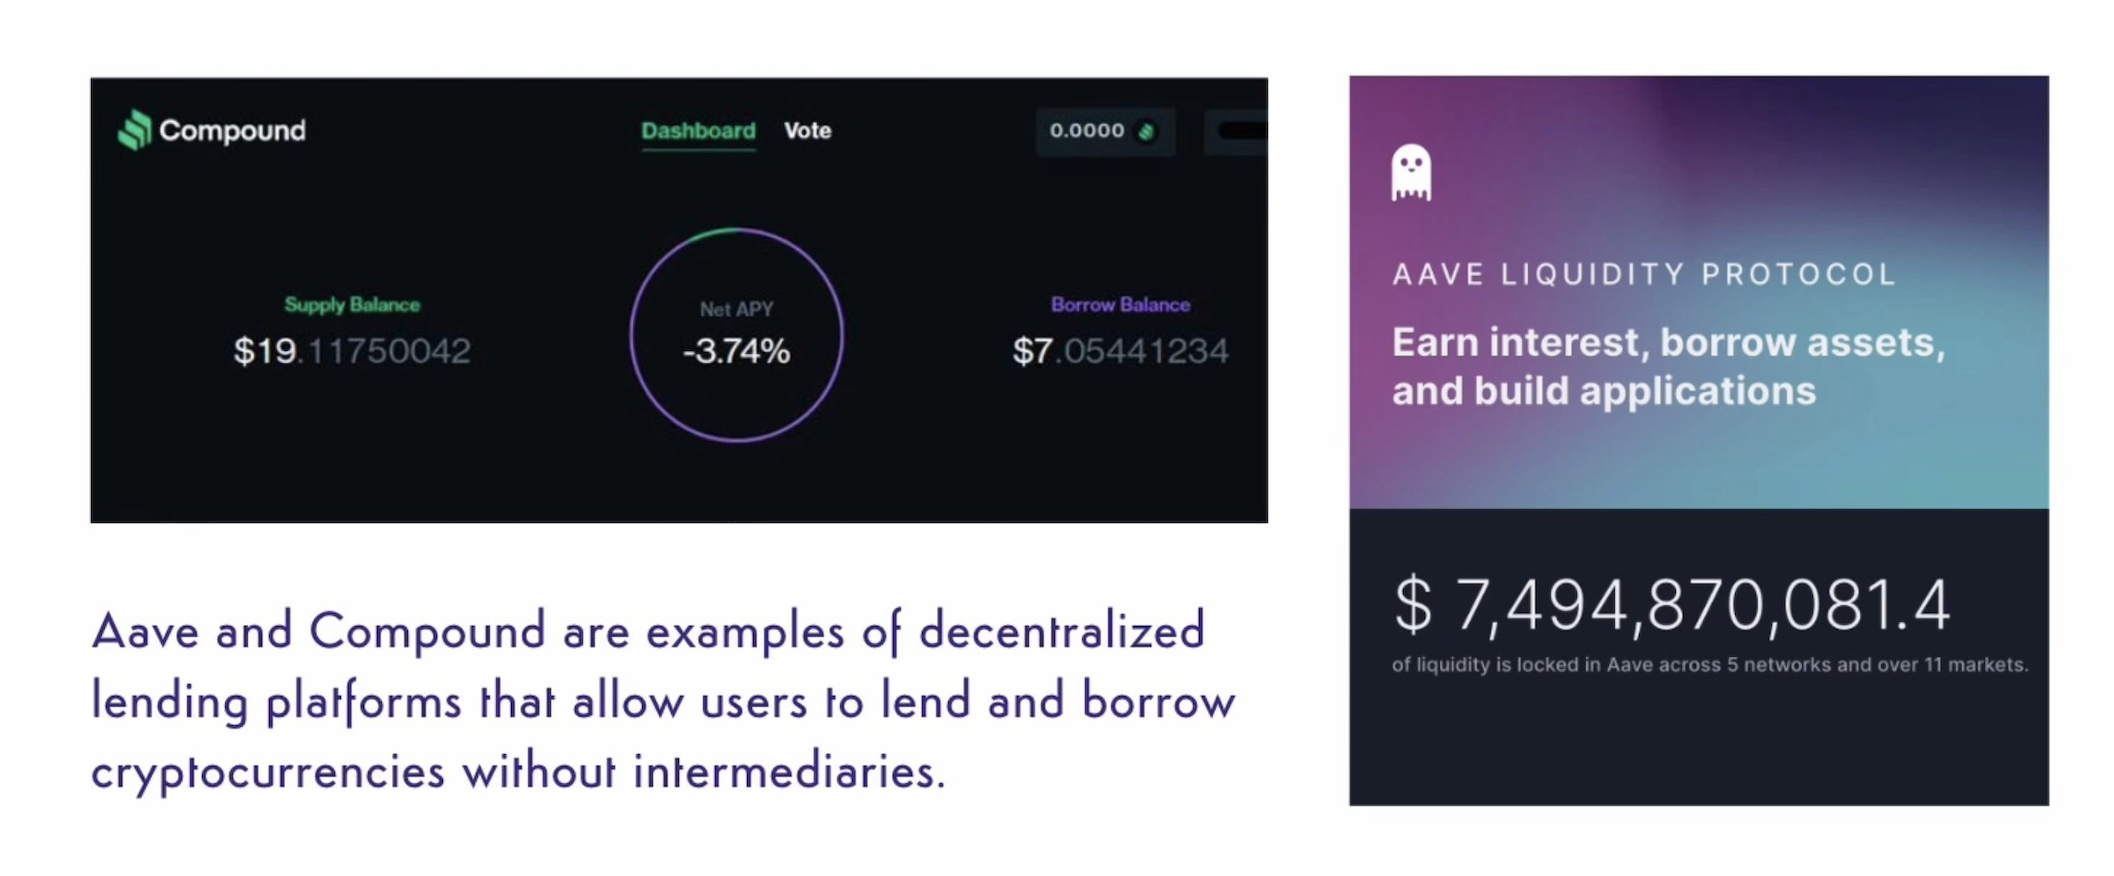 Compound
Dashboard Vote
0.0000
Supply Balance
$19.11750042
Net APY
-3.74%
Borrow Balance
$7.05441234
Aave and Compound are examples of decentralized
lending platforms that allow users to lend and borrow
cryptocurrencies without intermediaries.
AAVE LIQUIDITY PROTOCOL
Earn interest, borrow assets,
and build applications
$ 7,494,870,081.4
of liquidity is locked in Aave across 5 networks and over 11 markets.